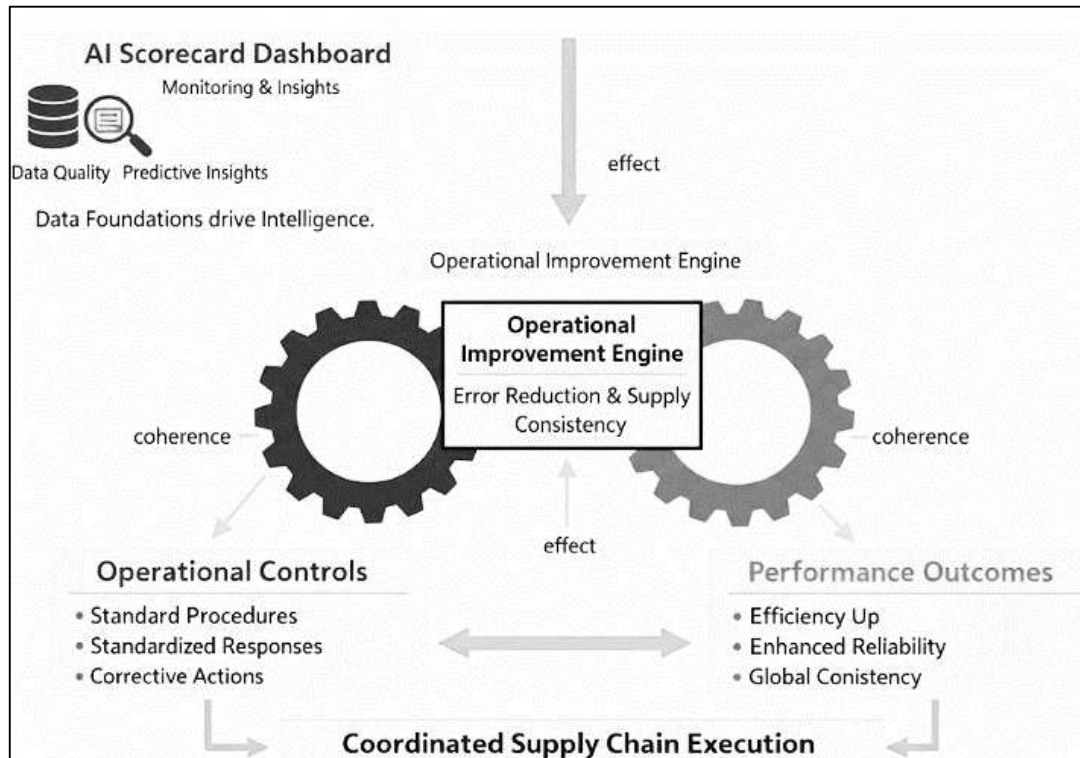 AI Scorecard Dashboard
Monitoring & Insights
Data Quality Predictive Insights
Data Foundations drive Intelligence.
effect
Operational Improvement Engine
Operational
Improvement Engine
Error Reduction & Supply
Consistency
coherence
coherence
effect
Operational Controls
• Standard Procedures
• Standardized Responses
• Corrective Actions
Performance Outcomes
• Efficiency Up
• Enhanced Reliability
• Global Conistency
Coordinated Supply Chain Execution